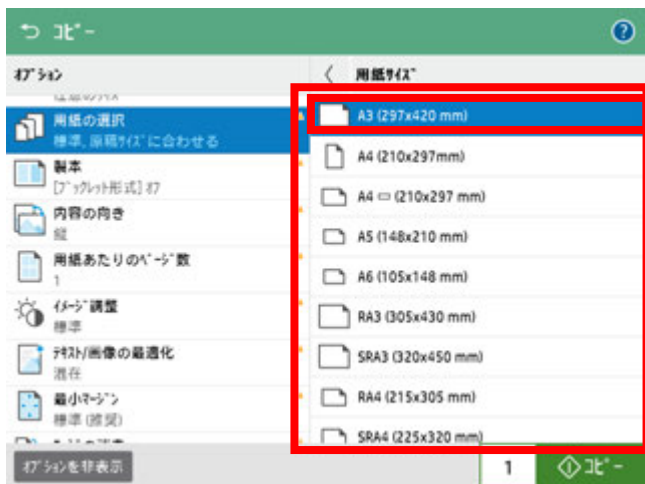 コピー
オプション
用紙サイズ
用紙の選択
標準, 原稿サイズに合わせる
製本
[ブックレット形式] オフ
内容の向き
縦
用紙あたりのページ数
1
イメージ調整
標準
テキスト/画像の最適化
混在
最小マージン
標準 (推奨)
A3 (297x420 mm)
A4 (210x297mm)
A4 ▭ (210x297 mm)
A5 (148x210 mm)
A6 (105x148 mm)
RA3 (305x430 mm)
SRA3 (320x450 mm)
RA4 (215x305 mm)
SRA4 (225x320 mm)
オプションを非表示
1
コピー